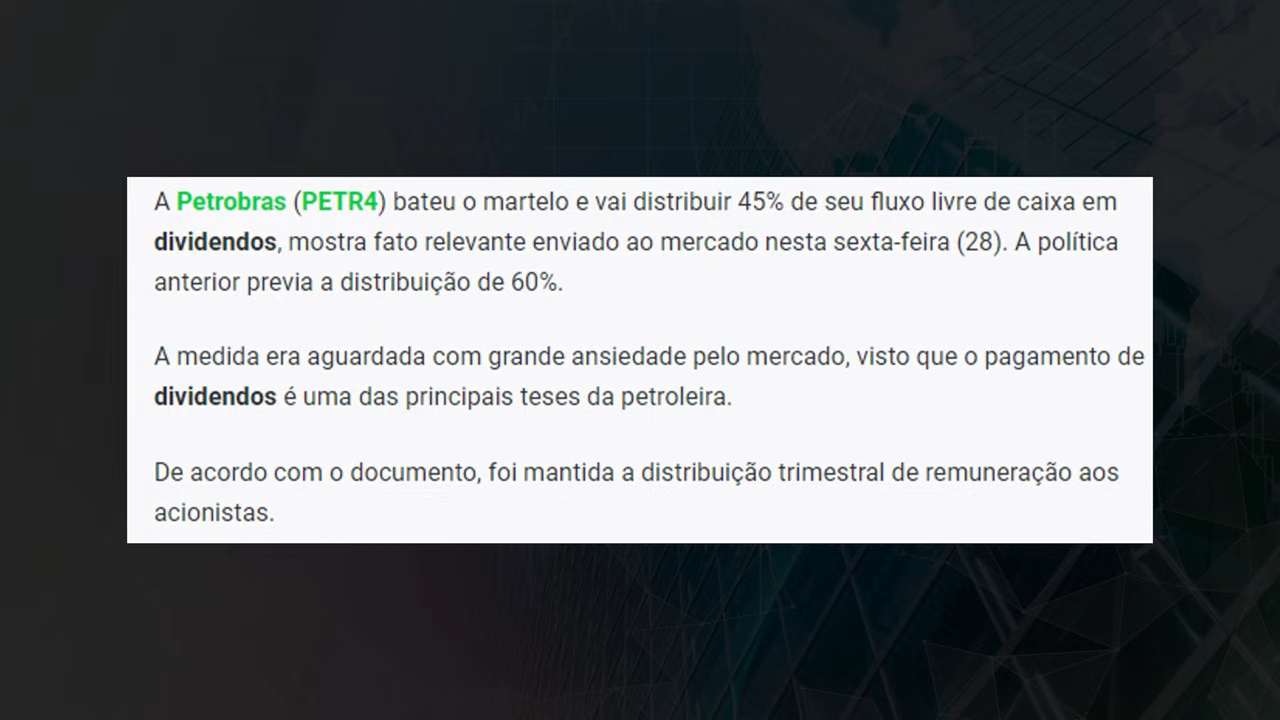 A Petrobras (PETR4) bateu o martelo e vai distribuir 45% de seu fluxo livre de caixa em
dividendos, mostra fato relevante enviado ao mercado nesta sexta-feira (28). A política
anterior previa a distribuição de 60%.
A medida era aguardada com grande ansiedade pelo mercado, visto que o pagamento de
dividendos é uma das principais teses da petroleira.
De acordo com o documento, foi mantida a distribuição trimestral de remuneração aos
acionistas.